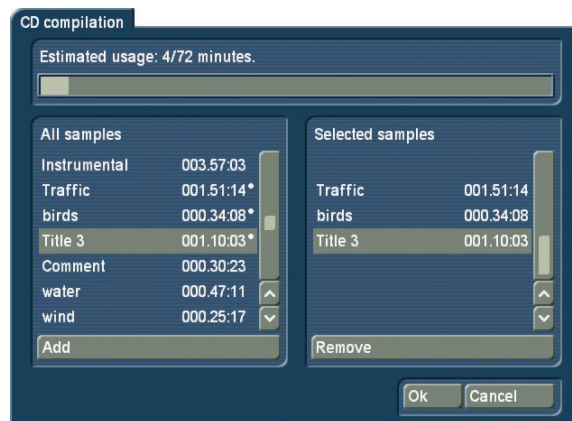 CD compilation
Estimated usage: 4/72 minutes.
All samples
Instrumental 003.57:03
Traffic 001.51:14•
birds 000.34:08•
Title 3 001.10:03•
Comment 000.30:23
water 000.47:11
wind 000.25:17
Add
Selected samples
Traffic 001.51:14
birds 000.34:08
Title 3 001.10:03
Remove
Ok Cancel